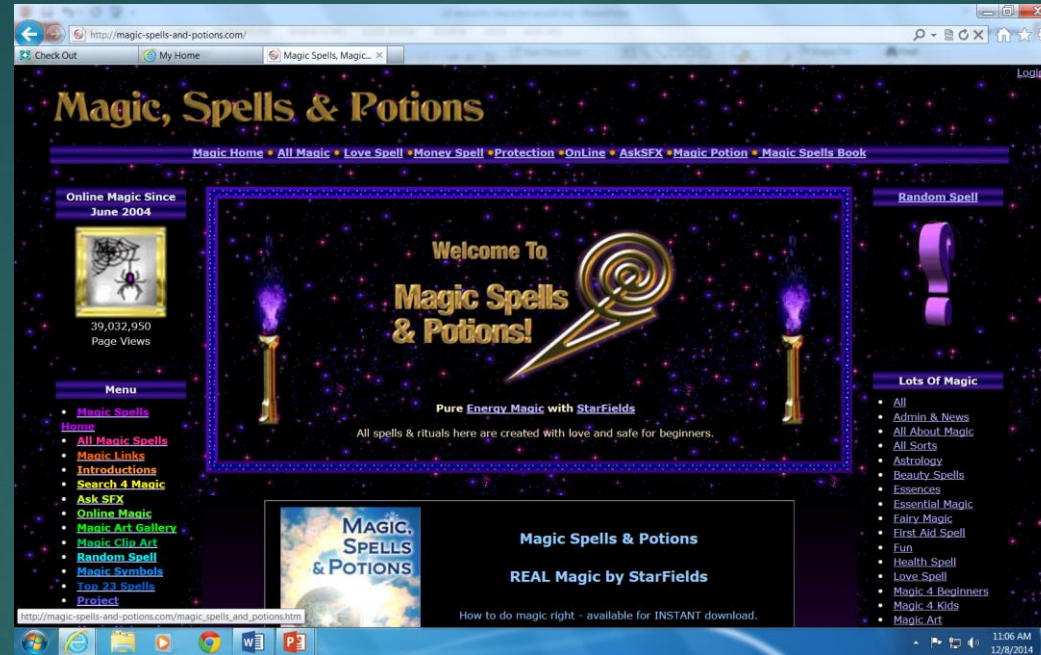 http://magic-spells-and-potions.com/
Check Out
My Home
Magic Spells, Magic...
Login
Magic, Spells & Potions
Magic Home • All Magic • Love Spell • Money Spell • Protection • OnLine • AskSFX • Magic Potion • Magic Spells Book
Online Magic Since
June 2004
39,032,950
Page Views
Menu
Magic Spells
Home
All Magic Spells
Magic Links
Introductions
Search 4 Magic
Ask SFX
Online Magic
Magic Art Gallery
Magic Clip Art
Random Spell
Magic Symbols
Top 23 Spells
Project
http://magic-spells-and-potions.com/magic_spells_and_potions.htm
Welcome To
Magic Spells
& Potions!
Pure Energy Magic with StarFields
All spells & rituals here are created with love and safe for beginners.
MAGIC,
SPELLS
& POTIONS
Magic Spells & Potions
REAL Magic by StarFields
How to do magic right - available for INSTANT download.
Random Spell
Lots Of Magic
All
Admin & News
All About Magic
All Sorts
Astrology
Beauty Spells
Essences
Essential Magic
Fairy Magic
First Aid Spell
Fun
Health Spell
Love Spell
Magic 4 Beginners
Magic 4 Kids
Magic Art
11:06 AM
12/8/2014